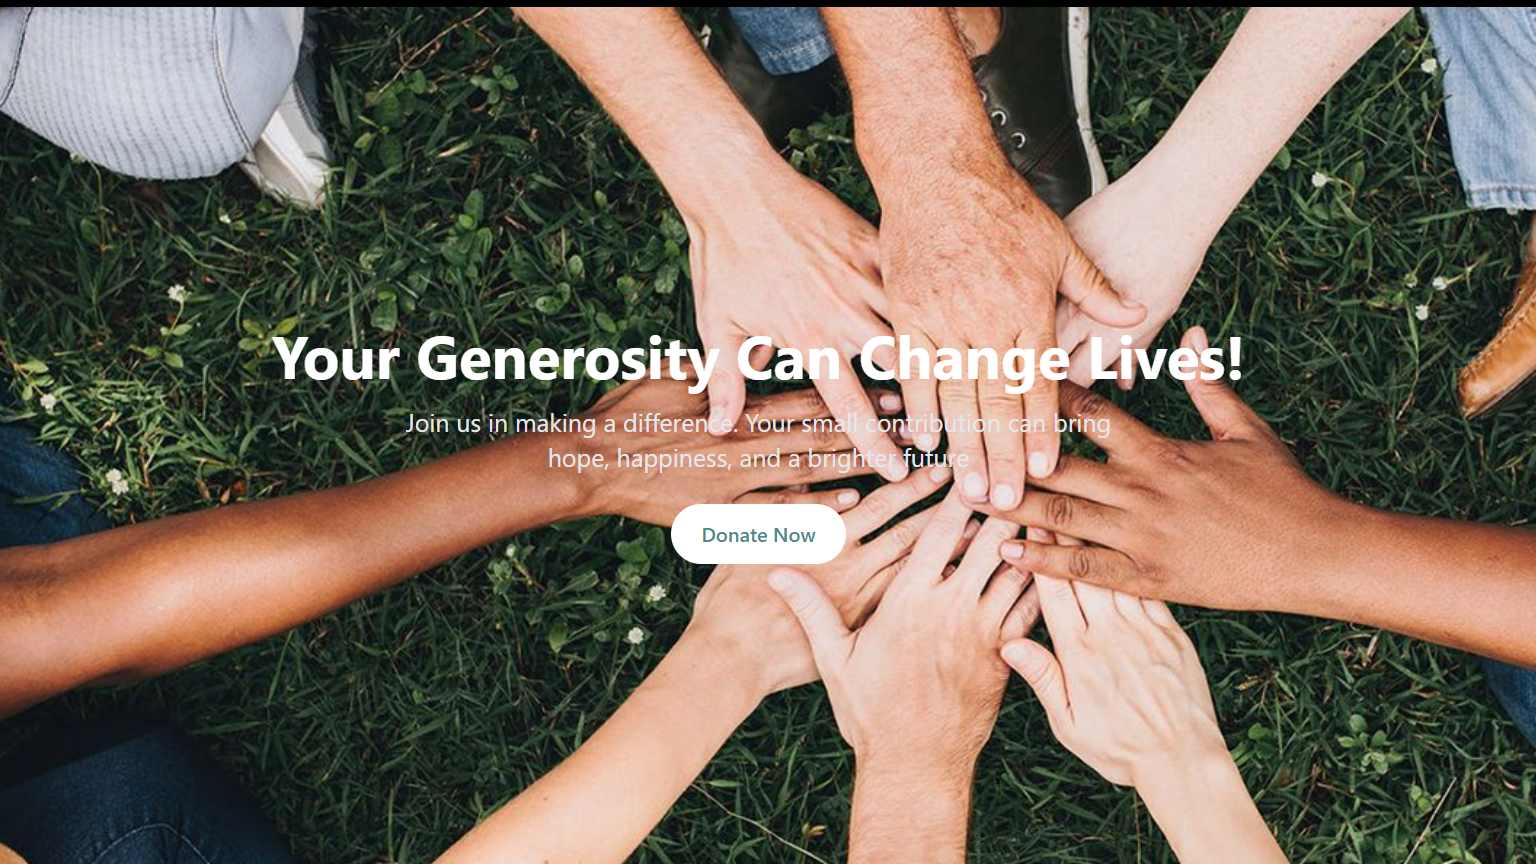 Your Generosity Can Change Lives!
Join us in making a difference. Your small contribution can bring
hope, happiness, and a brighter future
Donate Now